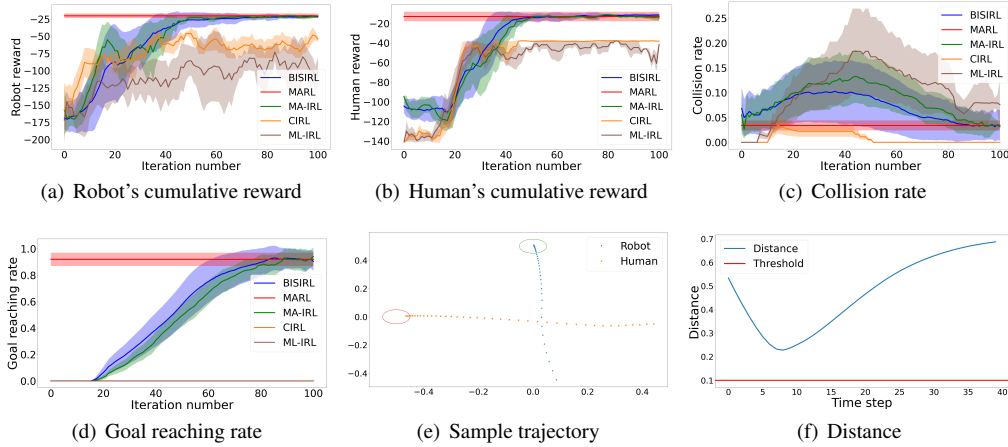 −25
−50
−75
−100
−125
−150
−175
−200
Robot reward
BISIRL
MARL
MA-IRL
CIRL
ML-IRL
0 20 40 60 80 100
Iteration number
(a) Robot's cumulative reward
0
−20
−40
−60
−80
−100
−120
−140
Human reward
BISIRL
MARL
MA-IRL
CIRL
ML-IRL
0 20 40 60 80 100
Iteration number
(b) Human's cumulative reward
0.25
0.20
0.15
0.10
0.05
0.00
Collision rate
BISIRL
MARL
MA-IRL
CIRL
ML-IRL
0 20 40 60 80 100
Iteration number
(c) Collision rate
1.0
0.8
0.6
0.4
0.2
0.0
Goal reaching rate
BISIRL
MARL
MA-IRL
CIRL
ML-IRL
0 20 40 60 80 100
Iteration number
(d) Goal reaching rate
0.4
0.2
0.0
−0.2
−0.4
Robot
Human
−0.4 −0.2 0.0 0.2 0.4
(e) Sample trajectory
0.7
0.6
0.5
0.4
0.3
0.2
0.1
Distance
Distance
Threshold
0 5 10 15 20 25 30 35 40
Time step
(f) Distance